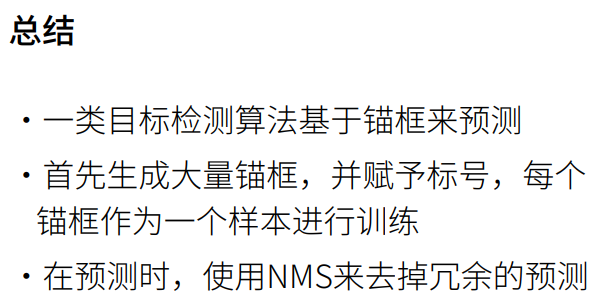 总结
• 一类目标检测算法基于锚框来预测
• 首先生成大量锚框，并赋予标号，每个
锚框作为一个样本进行训练
• 在预测时，使用NMS来去掉冗余的预测